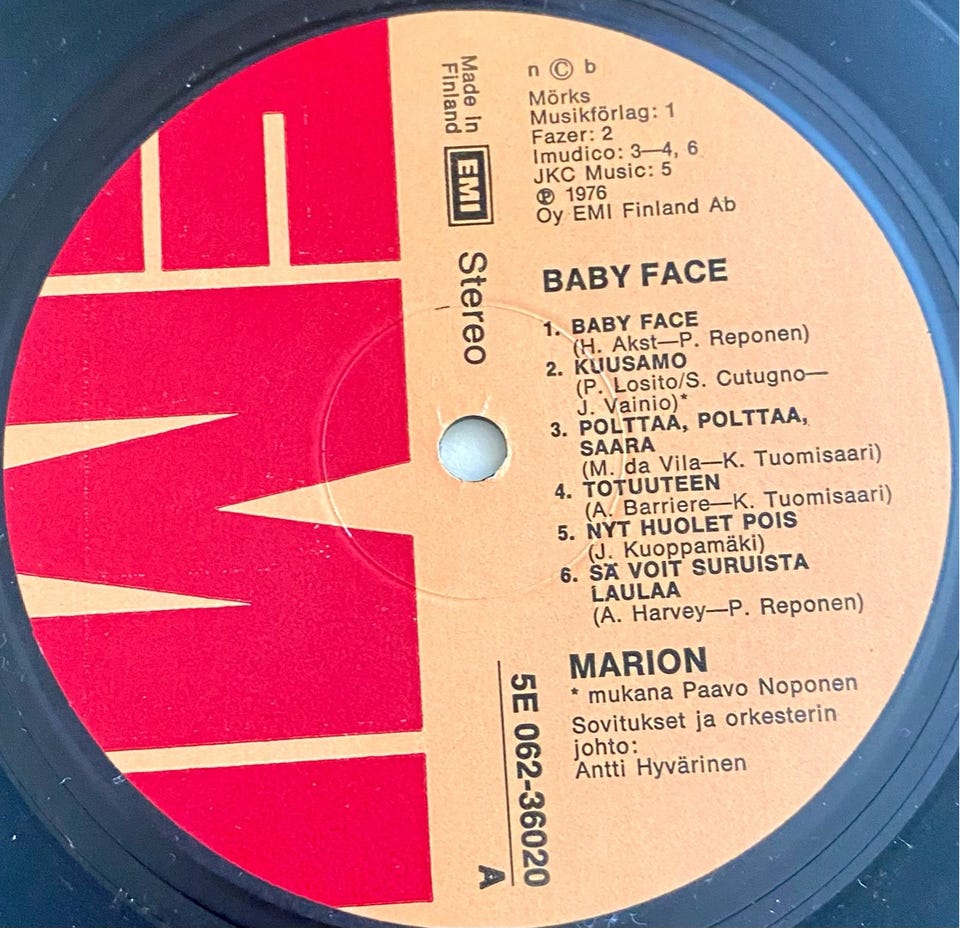 EMI
Made in
Finland
EMI
Stereo
n © b
Mörks
Musikförlag: 1
Fazer: 2
Imudico: 3—4, 6
JKC Music: 5
℗ 1976
Oy EMI Finland Ab
BABY FACE
1. BABY FACE
(H. Akst—P. Reponen)
2. KUUSAMO
(P. Losito/S. Cutugno—
J. Vainio)*
3. POLTTAA, POLTTAA,
SAARA
(M. da Vila—K. Tuomisaari)
4. TOTUUTEEN
(A. Barriere—K. Tuomisaari)
5. NYT HUOLET POIS
(J. Kuoppamäki)
6. SÄ VOIT SURUISTA
LAULAA
(A. Harvey—P. Reponen)
MARION
* mukana Paavo Noponen
Sovitukset ja orkesterin
johto:
Antti Hyvärinen
5E 062-36020
A